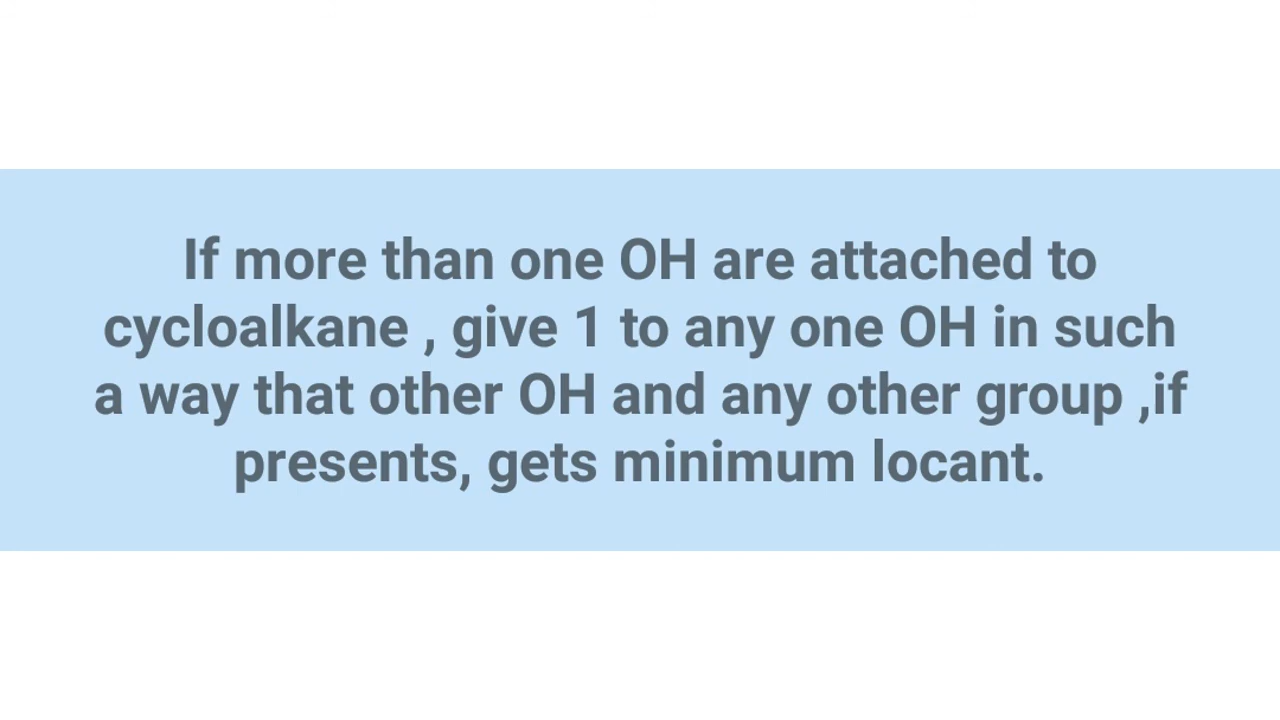 If more than one OH are attached to
cycloalkane , give 1 to any one OH in such
a way that other OH and any other group ,if
presents, gets minimum locant.